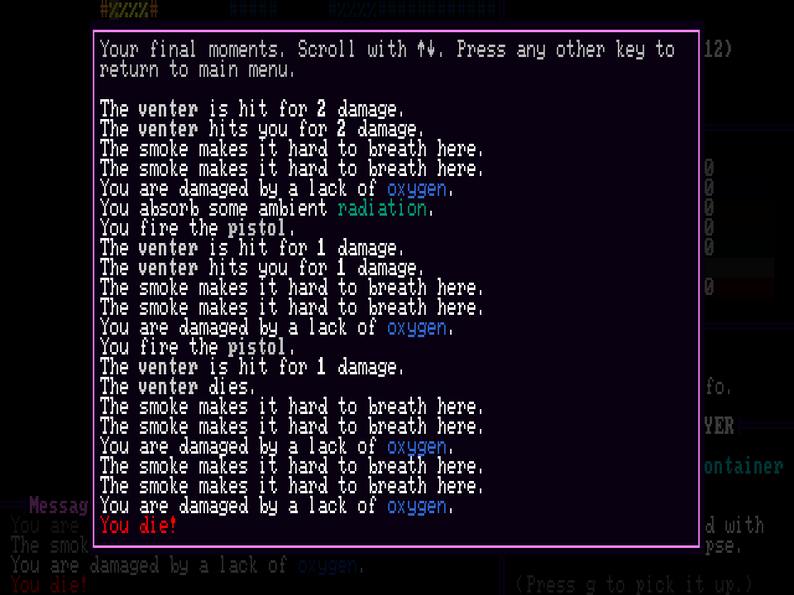 Your final moments. Scroll with ↑↓. Press any other key to
return to main menu.
The venter is hit for 2 damage.
The venter hits you for 2 damage.
The smoke makes it hard to breath here.
The smoke makes it hard to breath here.
You are damaged by a lack of oxygen.
You absorb some ambient radiation.
You fire the pistol.
The venter is hit for 1 damage.
The venter hits you for 1 damage.
The smoke makes it hard to breath here.
The smoke makes it hard to breath here.
You are damaged by a lack of oxygen.
You fire the pistol.
The venter is hit for 1 damage.
The venter dies.
The smoke makes it hard to breath here.
The smoke makes it hard to breath here.
You are damaged by a lack of oxygen.
The smoke makes it hard to breath here.
The smoke makes it hard to breath here.
You are damaged by a lack of oxygen.
You die!
12)
0
0
0
0
0
0
fo.
YER
ontainer
Messag
You are
d with
The smok
pse.
You are damaged by a lack of oxygen.
You die!
(Press g to pick it up.)